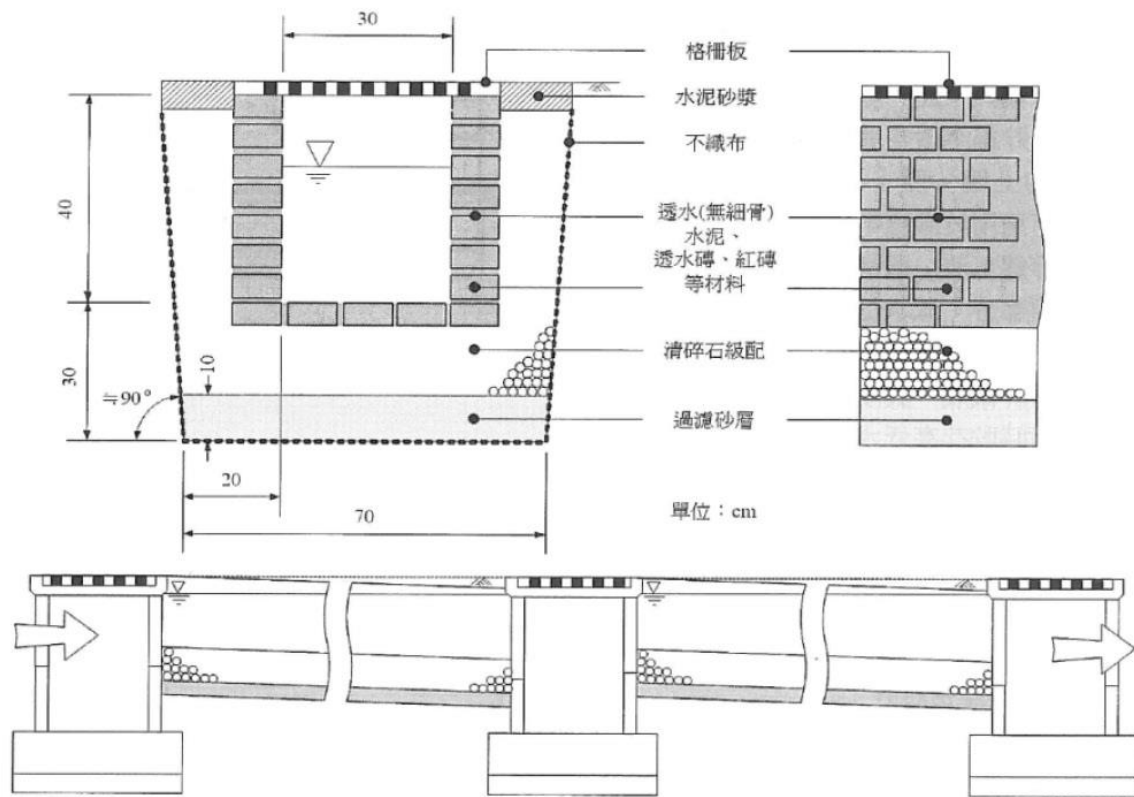 30
格柵板
水泥砂漿
不織布
40
透水(無細骨)
水泥、
透水磚、紅磚
等材料
清碎石級配
30
10
≒90°
過濾砂層
20
70
單位：cm